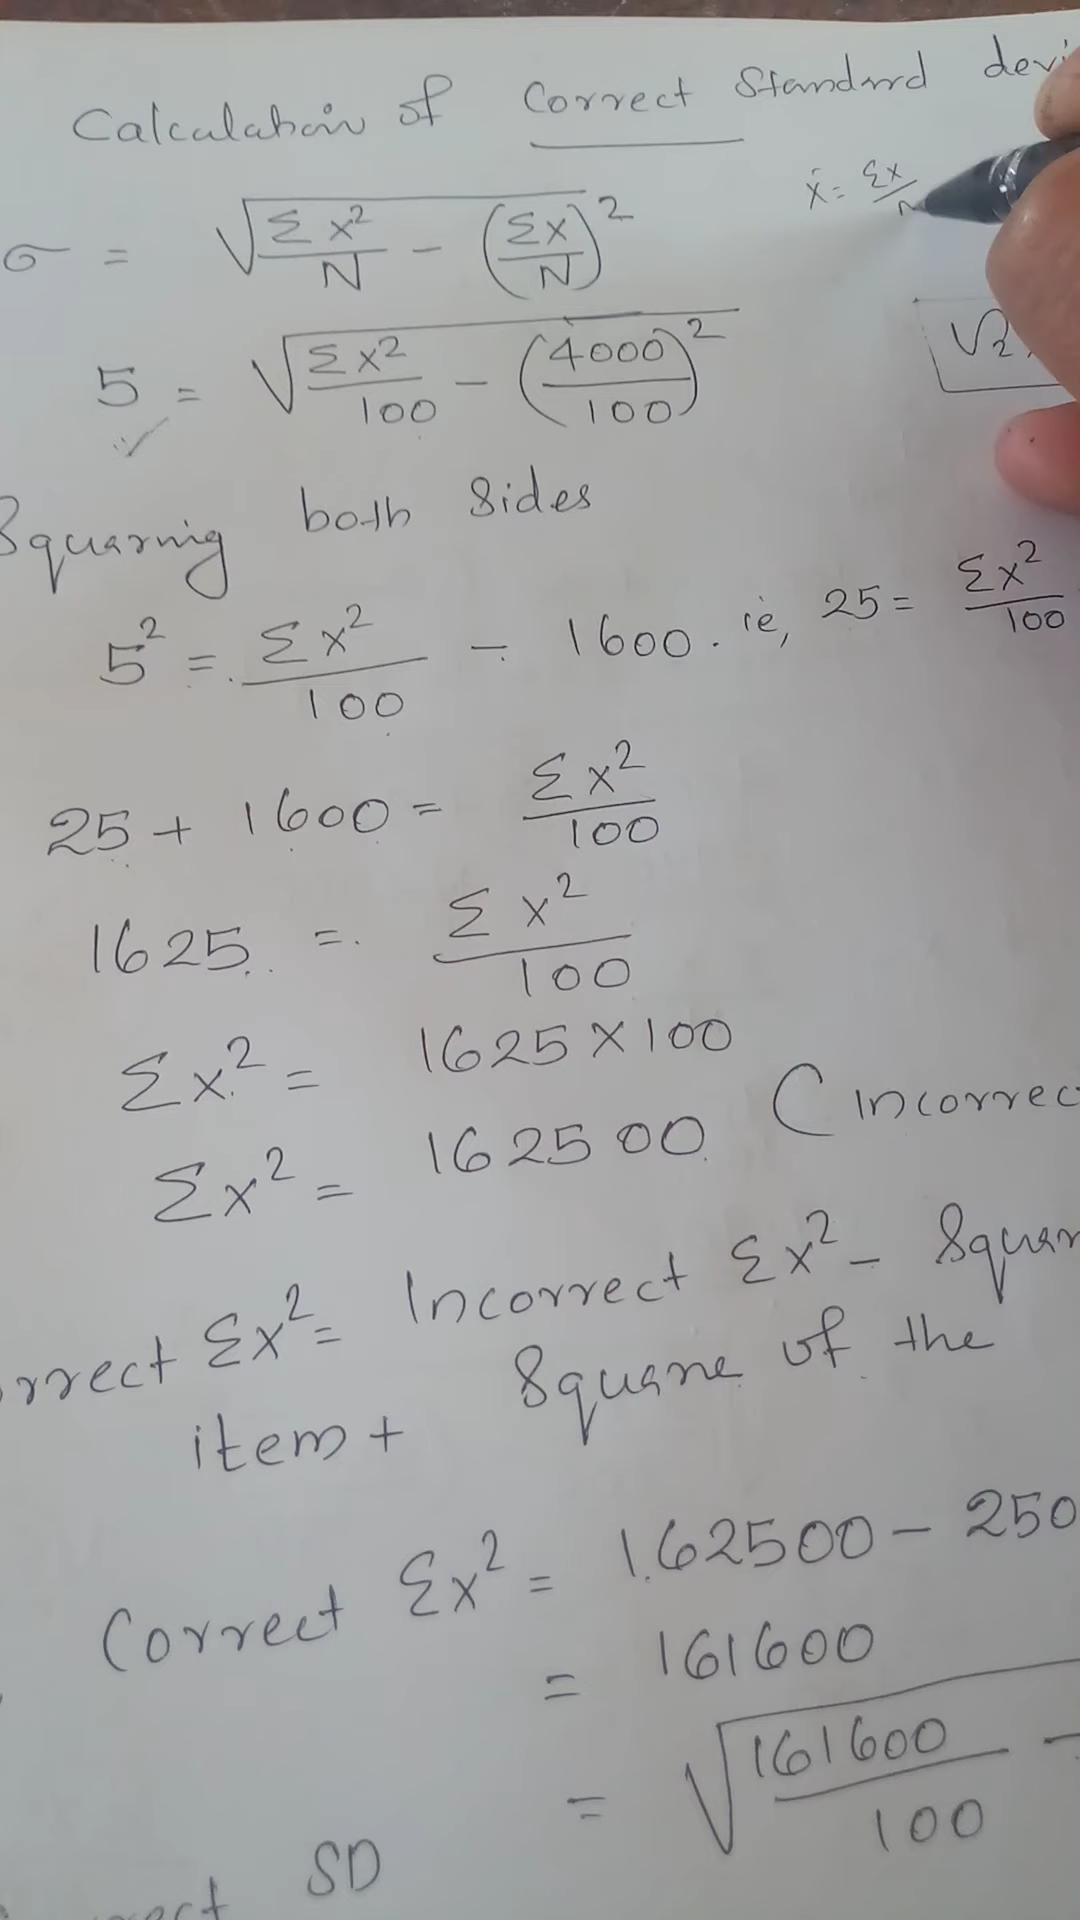 Calculation of Correct Standard devi
x̄ = Σx/N
σ = √(Σx²/N - (Σx/N)²)
5 = √(Σx²/100 - (4000/100)²)
√2
Squaring both sides
5² = Σx²/100 - 1600. ie, 25 = Σx²/100
25 + 1600 = Σx²/100
1625 = Σx²/100
Σx² = 1625 × 100
Σx² = 162500 (Incorrec
rrect Σx² = Incorrect Σx² - Squar
item + Square of the
Correct Σx² = 162500 - 250
= 161600
= √161600/100 -
rrect SD